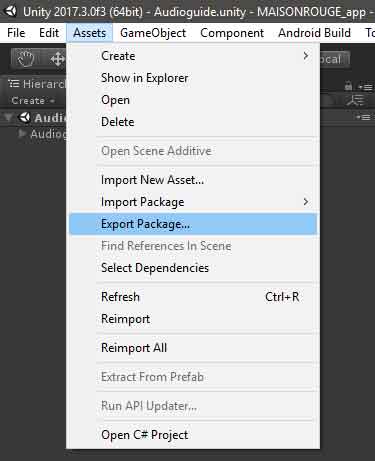 Unity 2017.3.0f3 (64bit) - Audioguide.unity - MAISONROUGE_app -
File Edit Assets GameObject Component Android Build
Create
Show in Explorer
Open
Delete
Open Scene Additive
Import New Asset...
Import Package
Export Package...
Find References In Scene
Select Dependencies
Refresh Ctrl+R
Reimport
Reimport All
Extract From Prefab
Run API Updater...
Open C# Project
Local
Hierarch
Create
Audio
Audiog